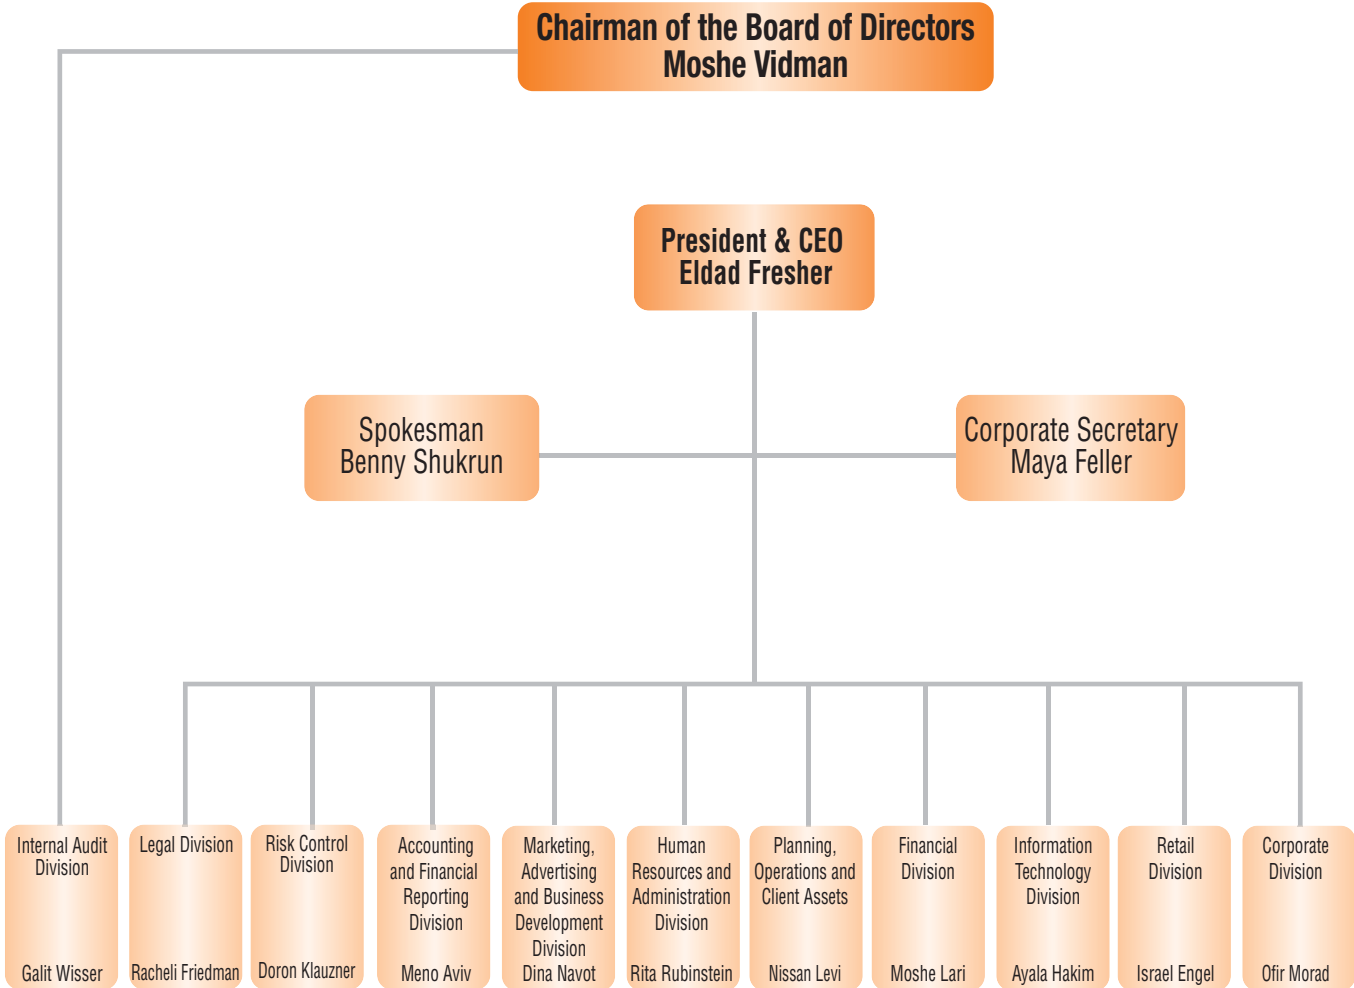 Chairman of the Board of Directors
Moshe Vidman
President & CEO
Eldad Fresher
Spokesman
Benny Shukrun
Corporate Secretary
Maya Feller
Internal Audit
Division
Galit Wisser
Legal Division
Racheli Friedman
Risk Control
Division
Doron Klauzner
Accounting
and Financial
Reporting
Division
Meno Aviv
Marketing,
Advertising
and Business
Development
Division
Dina Navot
Human
Resources and
Administration
Division
Rita Rubinstein
Planning,
Operations and
Client Assets
Nissan Levi
Financial
Division
Moshe Lari
Information
Technology
Division
Ayala Hakim
Retail
Division
Israel Engel
Corporate
Division
Ofir Morad